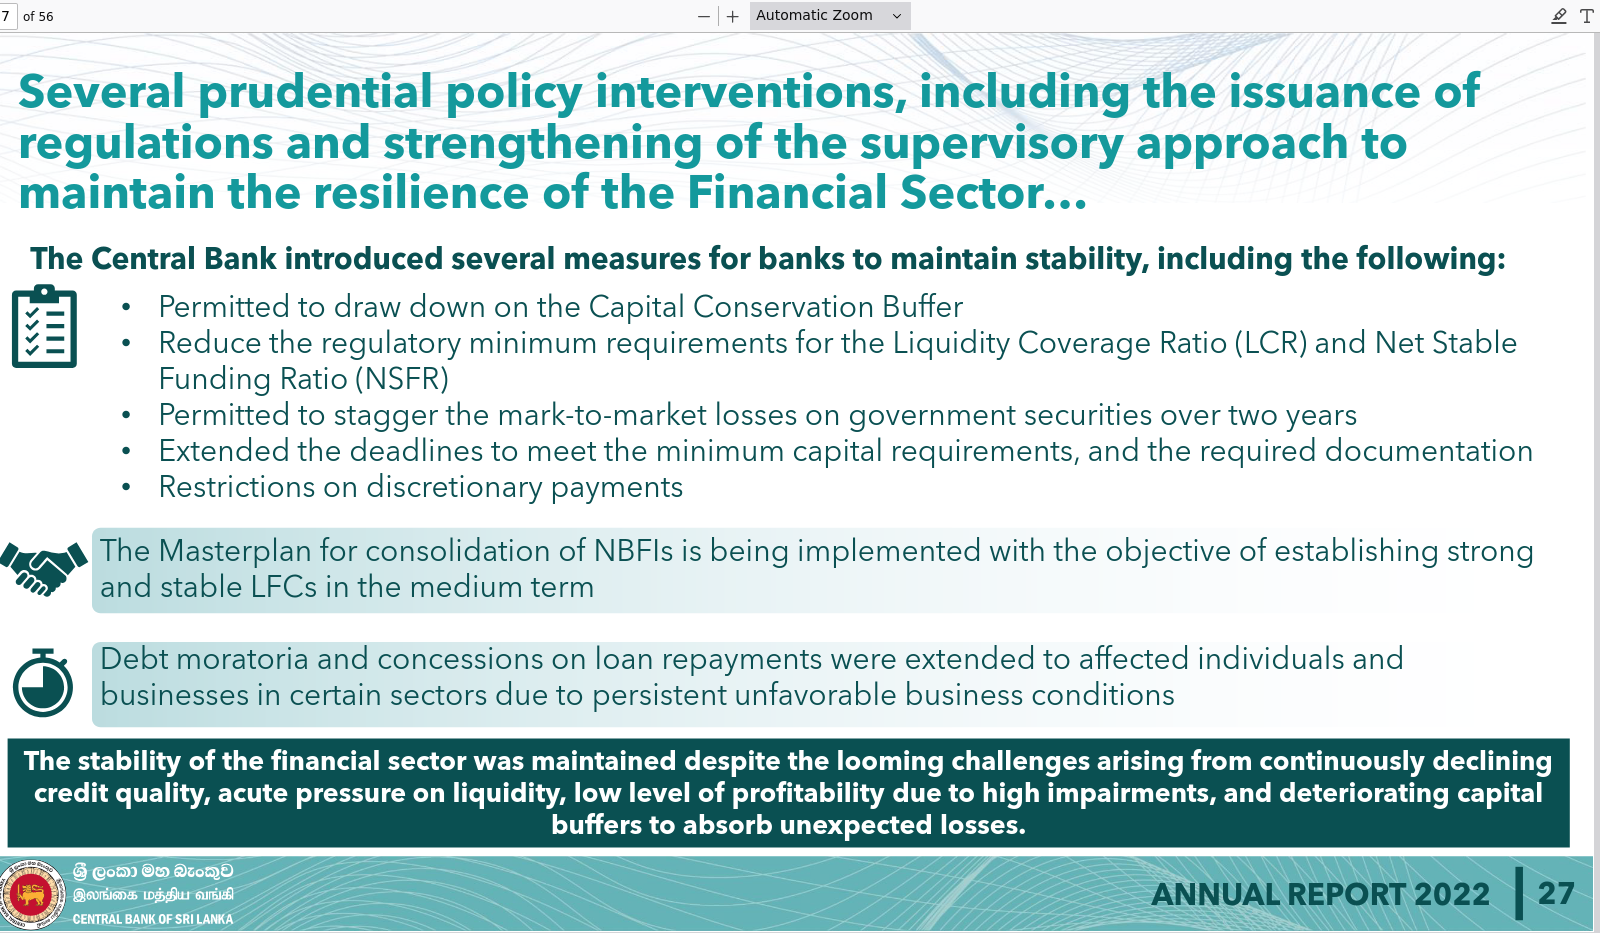 7 of 56
Automatic Zoom
Several prudential policy interventions, including the issuance of
regulations and strengthening of the supervisory approach to
maintain the resilience of the Financial Sector...
The Central Bank introduced several measures for banks to maintain stability, including the following:
• Permitted to draw down on the Capital Conservation Buffer
• Reduce the regulatory minimum requirements for the Liquidity Coverage Ratio (LCR) and Net Stable
Funding Ratio (NSFR)
• Permitted to stagger the mark-to-market losses on government securities over two years
• Extended the deadlines to meet the minimum capital requirements, and the required documentation
• Restrictions on discretionary payments
The Masterplan for consolidation of NBFIs is being implemented with the objective of establishing strong
and stable LFCs in the medium term
Debt moratoria and concessions on loan repayments were extended to affected individuals and
businesses in certain sectors due to persistent unfavorable business conditions
The stability of the financial sector was maintained despite the looming challenges arising from continuously declining
credit quality, acute pressure on liquidity, low level of profitability due to high impairments, and deteriorating capital
buffers to absorb unexpected losses.
ශ්‍රී ලංකා මහ බැංකුව
இலங்கை மத்திய வங்கி
CENTRAL BANK OF SRI LANKA
ANNUAL REPORT 2022
27